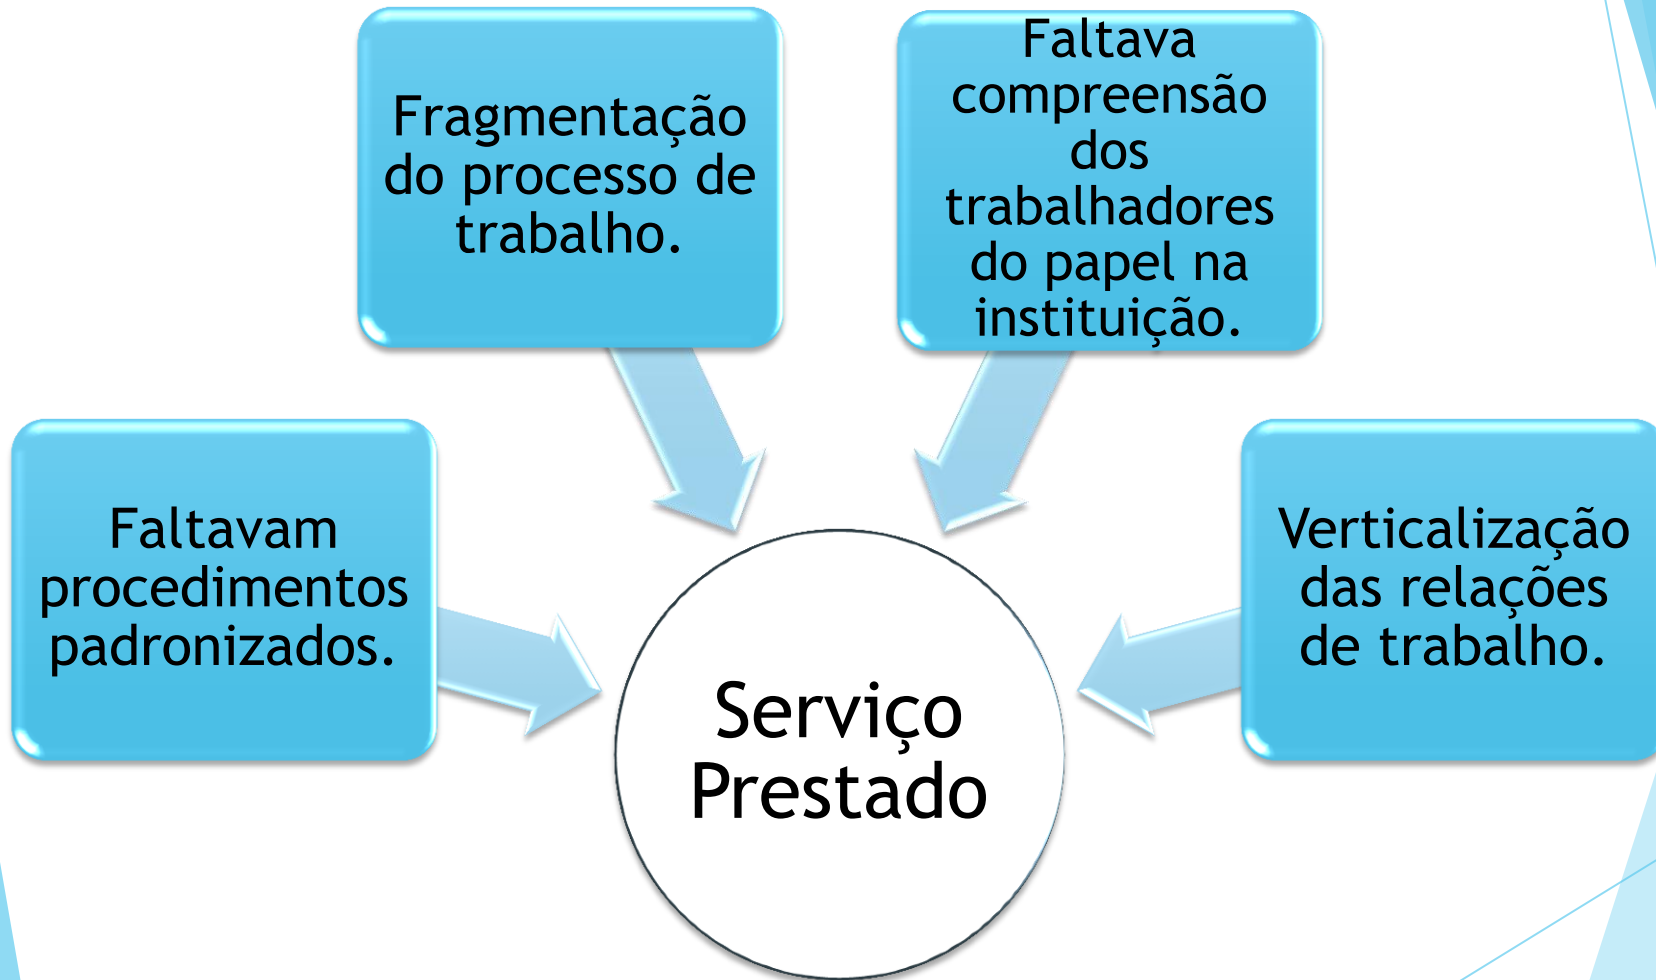 Fragmentação
do processo de
trabalho.
Faltava
compreensão
dos
trabalhadores
do papel na
instituição.
Faltavam
procedimentos
padronizados.
Verticalização
das relações
de trabalho.
Serviço
Prestado